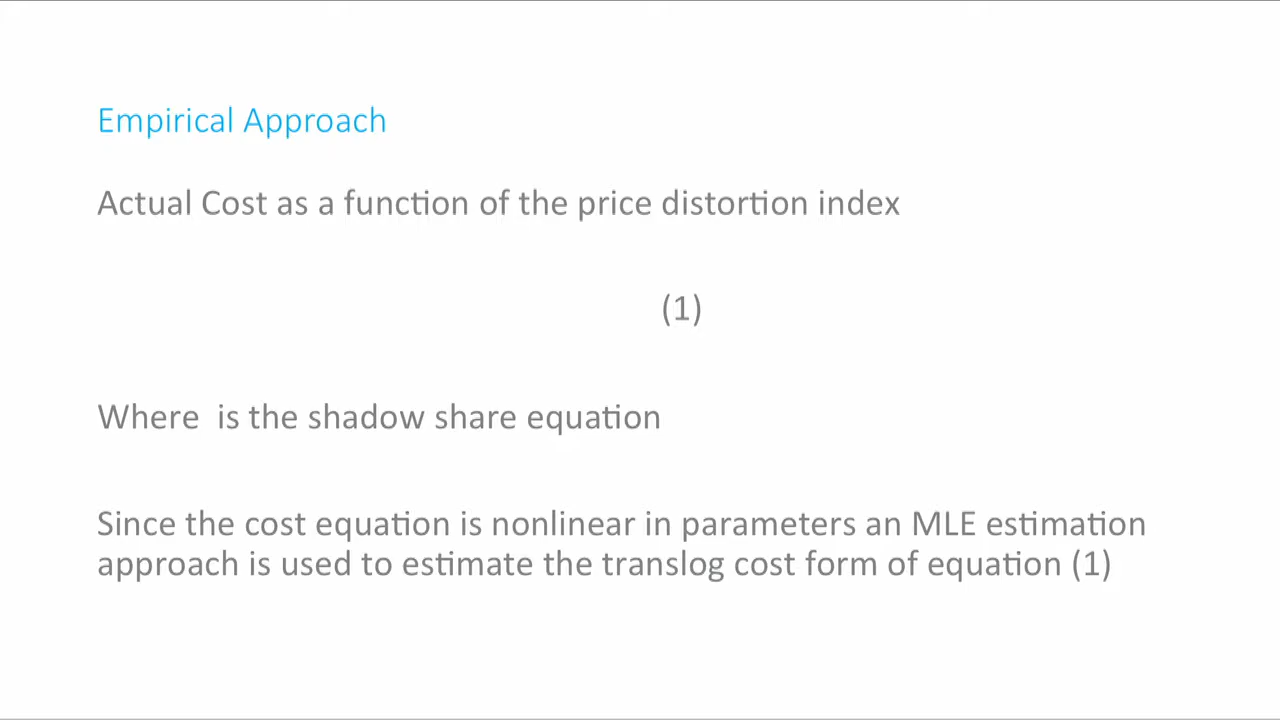 Empirical Approach
Actual Cost as a function of the price distortion index
(1)
Where  is the shadow share equation
Since the cost equation is nonlinear in parameters an MLE estimation
approach is used to estimate the translog cost form of equation (1)